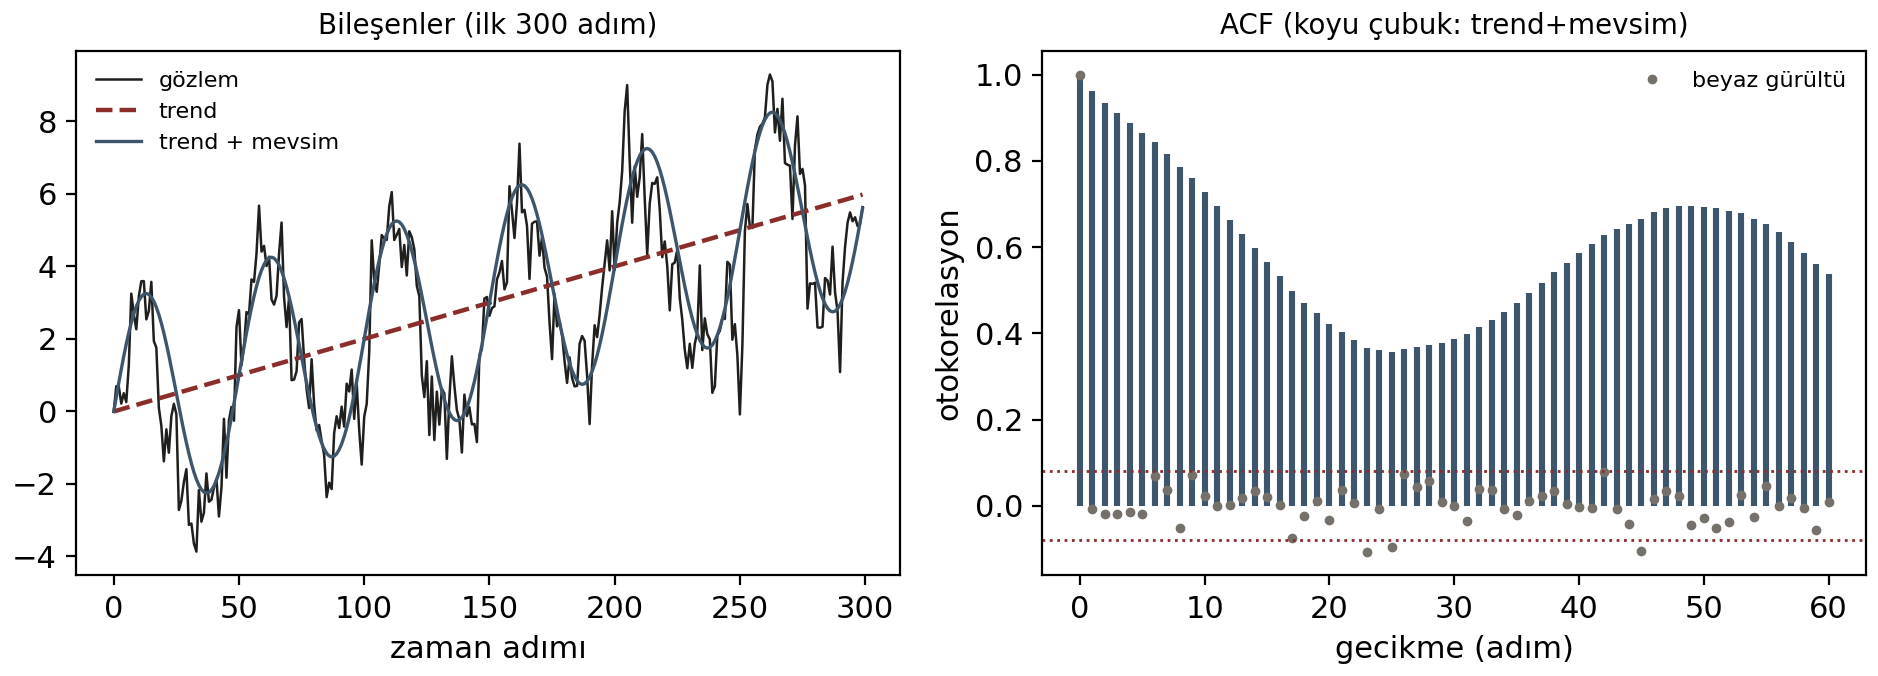 Bileşenler (ilk 300 adım)
gözlem
trend
trend + mevsim
8
6
4
2
0
−2
−4
0 50 100 150 200 250 300
zaman adımı
ACF (koyu çubuk: trend+mevsim)
beyaz gürültü
otokorelasyon
1.0
0.8
0.6
0.4
0.2
0.0
0 10 20 30 40 50 60
gecikme (adım)